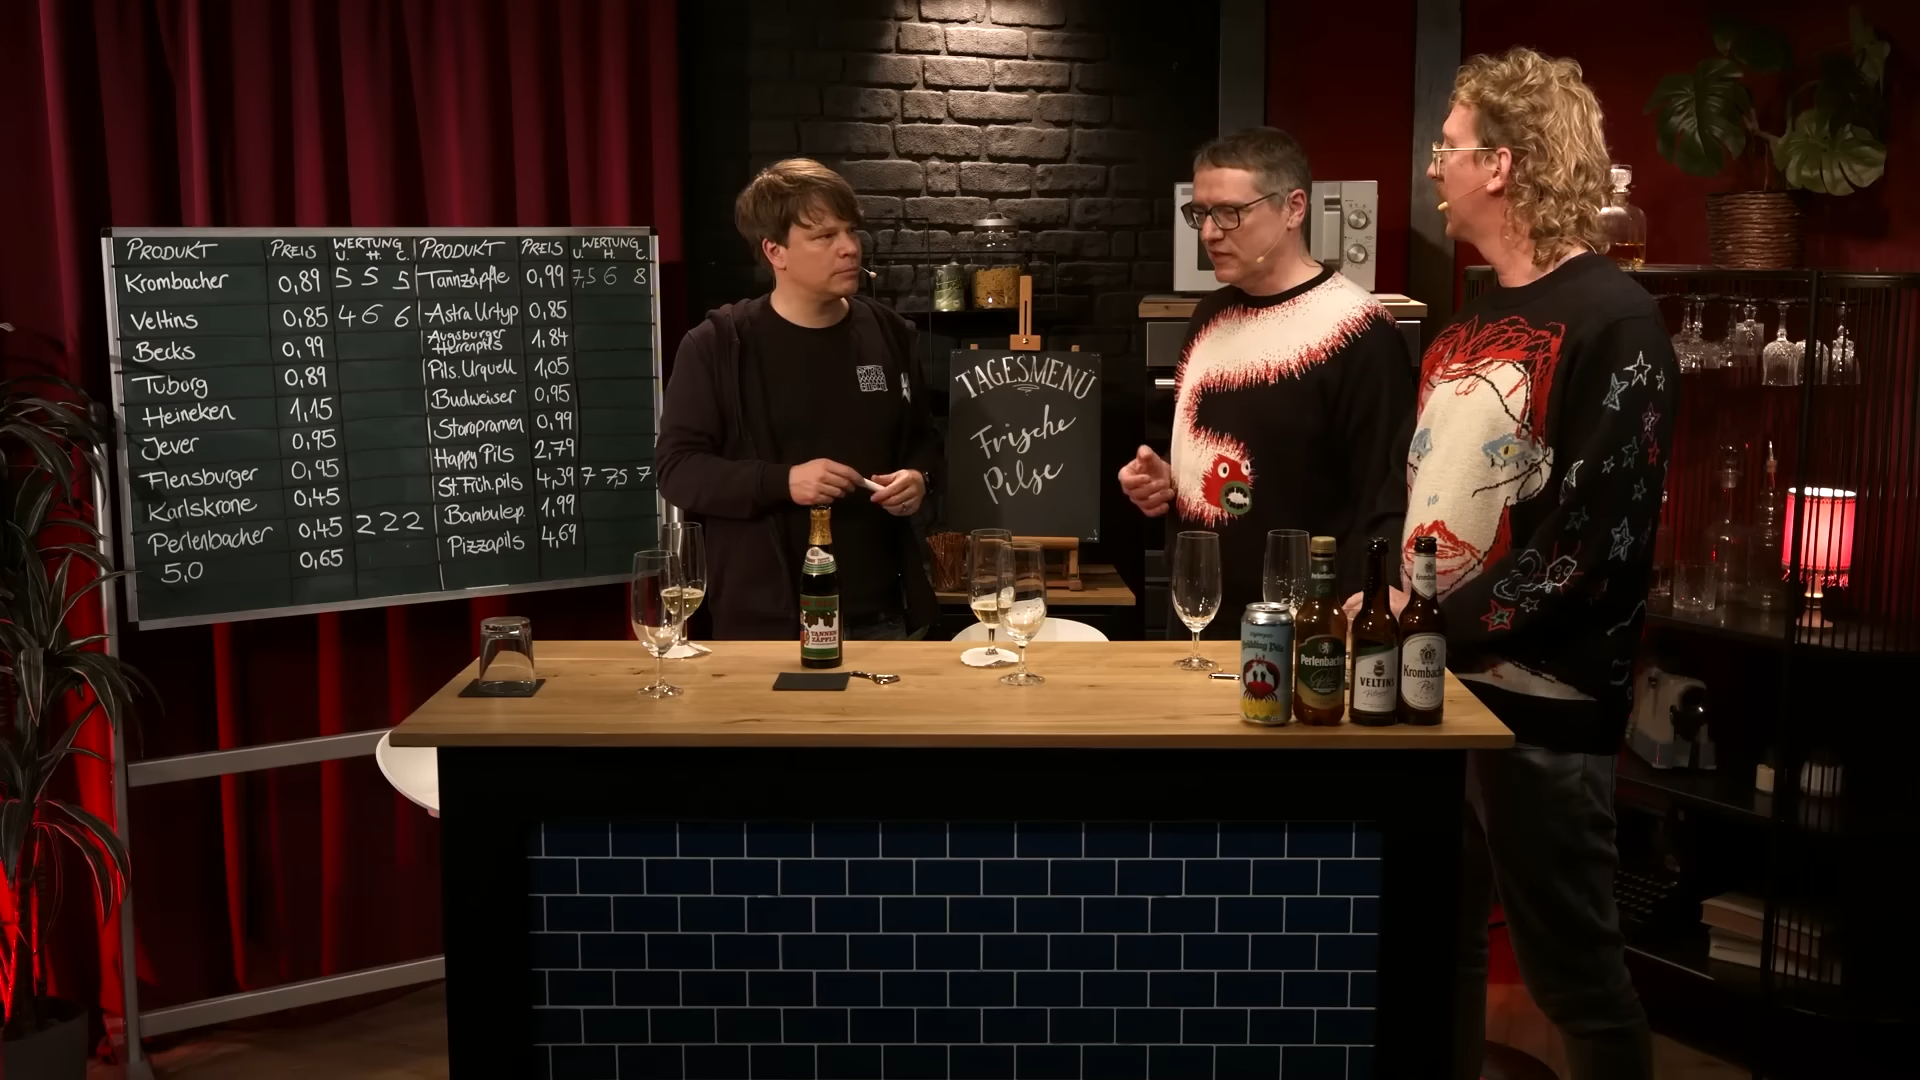 PRODUKT PREIS WERTUNG PRODUKT PREIS WERTUNG
U. H. C. U. H. C.
Krombacher 0,89 5 5 5 Tannzäpfle 0,99 7,5 6 8
Veltins 0,85 4 6 6 Astra Urtyp 0,85
Becks 0,99 Augsburger Herrenpils 1,84
Tuborg 0,89 Pils. Urquell 1,05
Heineken 1,15 Budweiser 0,95
Jever 0,95 Staropramen 0,99
Flensburger 0,95 Happy Pils 2,79
Karlskrone 0,45 St. Früh. pils 4,39 7 7,5 7
Perlenbacher 0,45 2 2 2 Bambulep. 1,99
5,0 0,65 Pizzapils 4,69
TAGESMENÜ
Frische
Pilse
TANNEN
ZÄPFLE
Perlenbacher
VELTINS
Krombacher
Pils